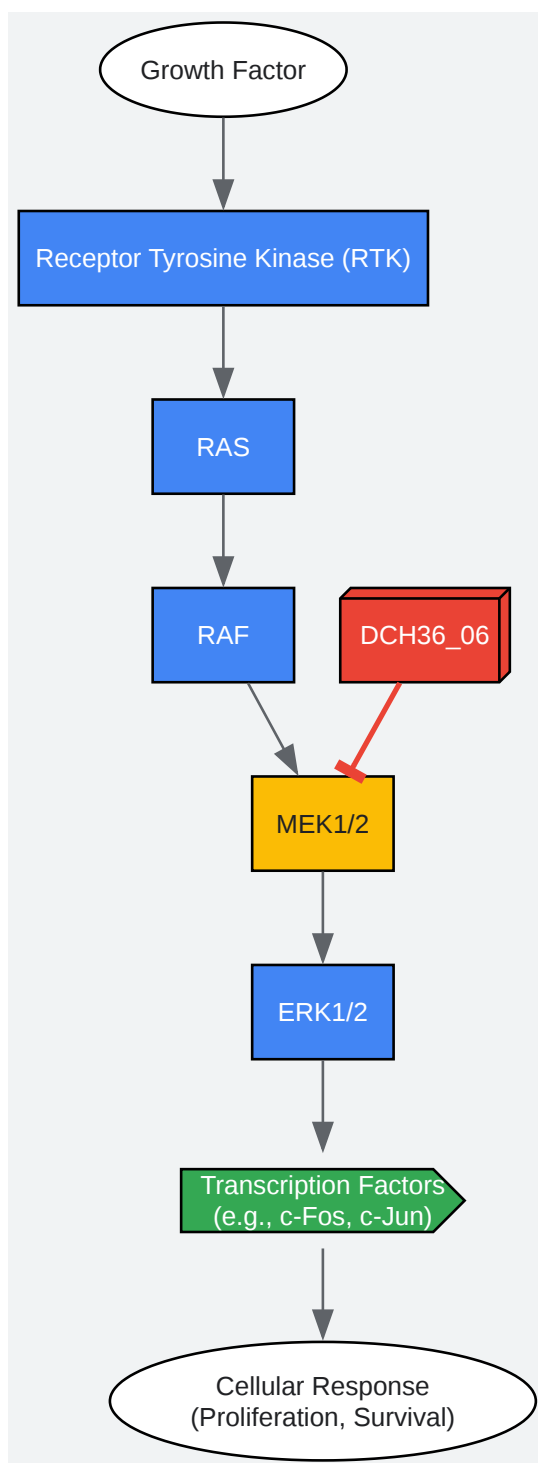 Growth Factor
Receptor Tyrosine Kinase (RTK)
RAS
RAF
DCH36_06
MEK1/2
ERK1/2
Transcription Factors
(e.g., c-Fos, c-Jun)
Cellular Response
(Proliferation, Survival)